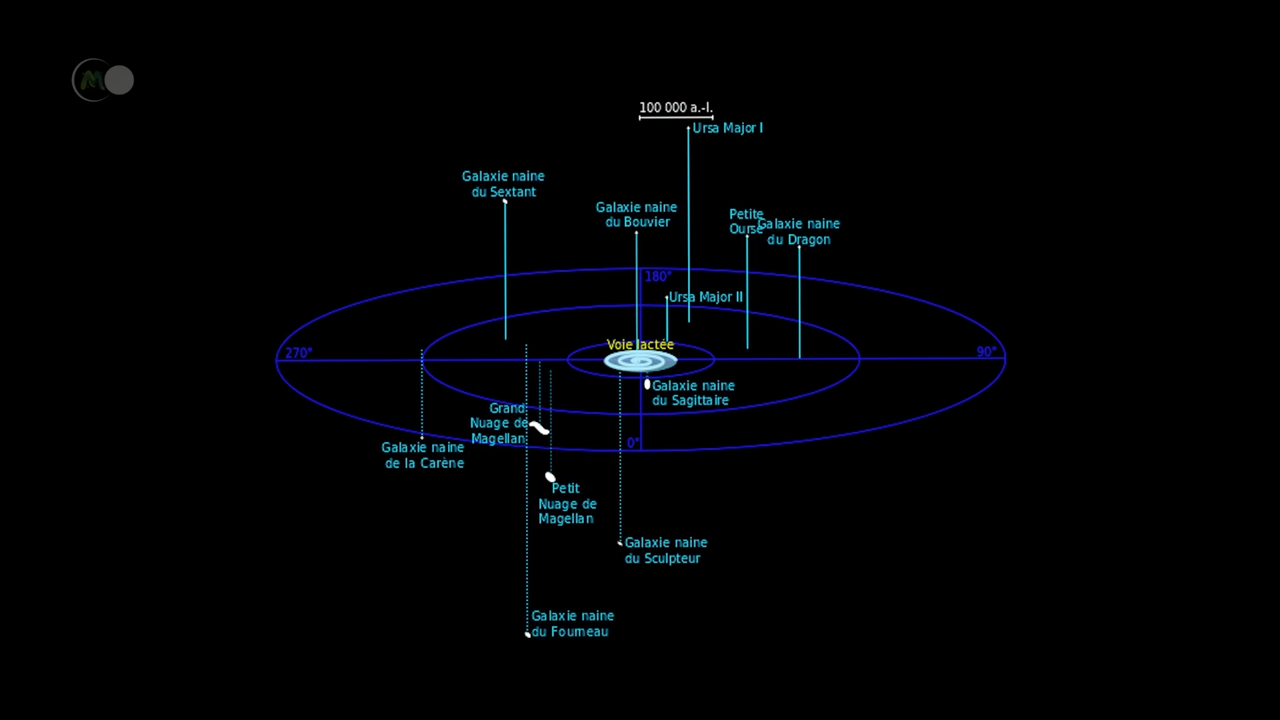 100 000 a.-l.
Ursa Major I
Galaxie naine
du Sextant
Galaxie naine
du Bouvier
Petite
Ourse
Galaxie naine
du Dragon
180°
Ursa Major II
Voie lactée
270°
90°
Galaxie naine
du Sagittaire
Grand
Nuage de
Magellan
0°
Galaxie naine
de la Carène
Petit
Nuage de
Magellan
Galaxie naine
du Sculpteur
Galaxie naine
du Fourneau